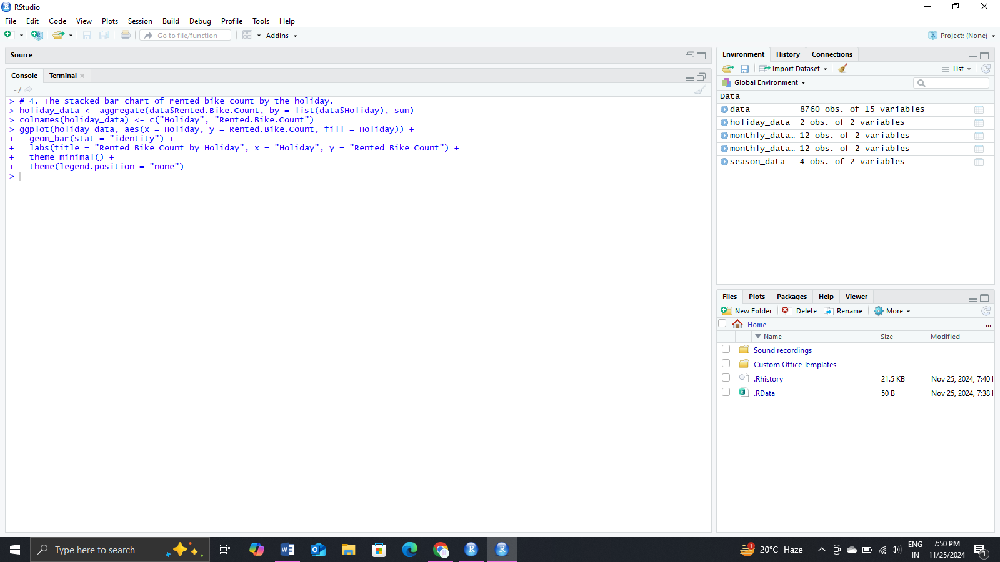 RStudio
File Edit Code View Plots Session Build Debug Profile Tools Help
Go to file/function Addins Project: (None)
Source
Console Terminal
~/
> # 4. The stacked bar chart of rented bike count by the holiday.
> holiday_data <- aggregate(data$Rented.Bike.Count, by = list(data$Holiday), sum)
> colnames(holiday_data) <- c("Holiday", "Rented.Bike.Count")
> ggplot(holiday_data, aes(x = Holiday, y = Rented.Bike.Count, fill = Holiday)) +
+   geom_bar(stat = "identity") +
+   labs(title = "Rented Bike Count by Holiday", x = "Holiday", y = "Rented Bike Count") +
+   theme_minimal() +
+   theme(legend.position = "none")
>
Environment History Connections
Import Dataset List
Global Environment
Data
data 8760 obs. of 15 variables
holiday_data 2 obs. of 2 variables
monthly_data… 12 obs. of 2 variables
monthly_data… 12 obs. of 2 variables
season_data 4 obs. of 2 variables
Files Plots Packages Help Viewer
New Folder Delete Rename More
Home ...
Name Size Modified
Sound recordings
Custom Office Templates
.Rhistory 21.5 KB Nov 25, 2024, 7:40
.RData 50 B Nov 25, 2024, 7:38
Type here to search
1 20°C Haze ENG IN 7:50 PM 11/25/2024 1